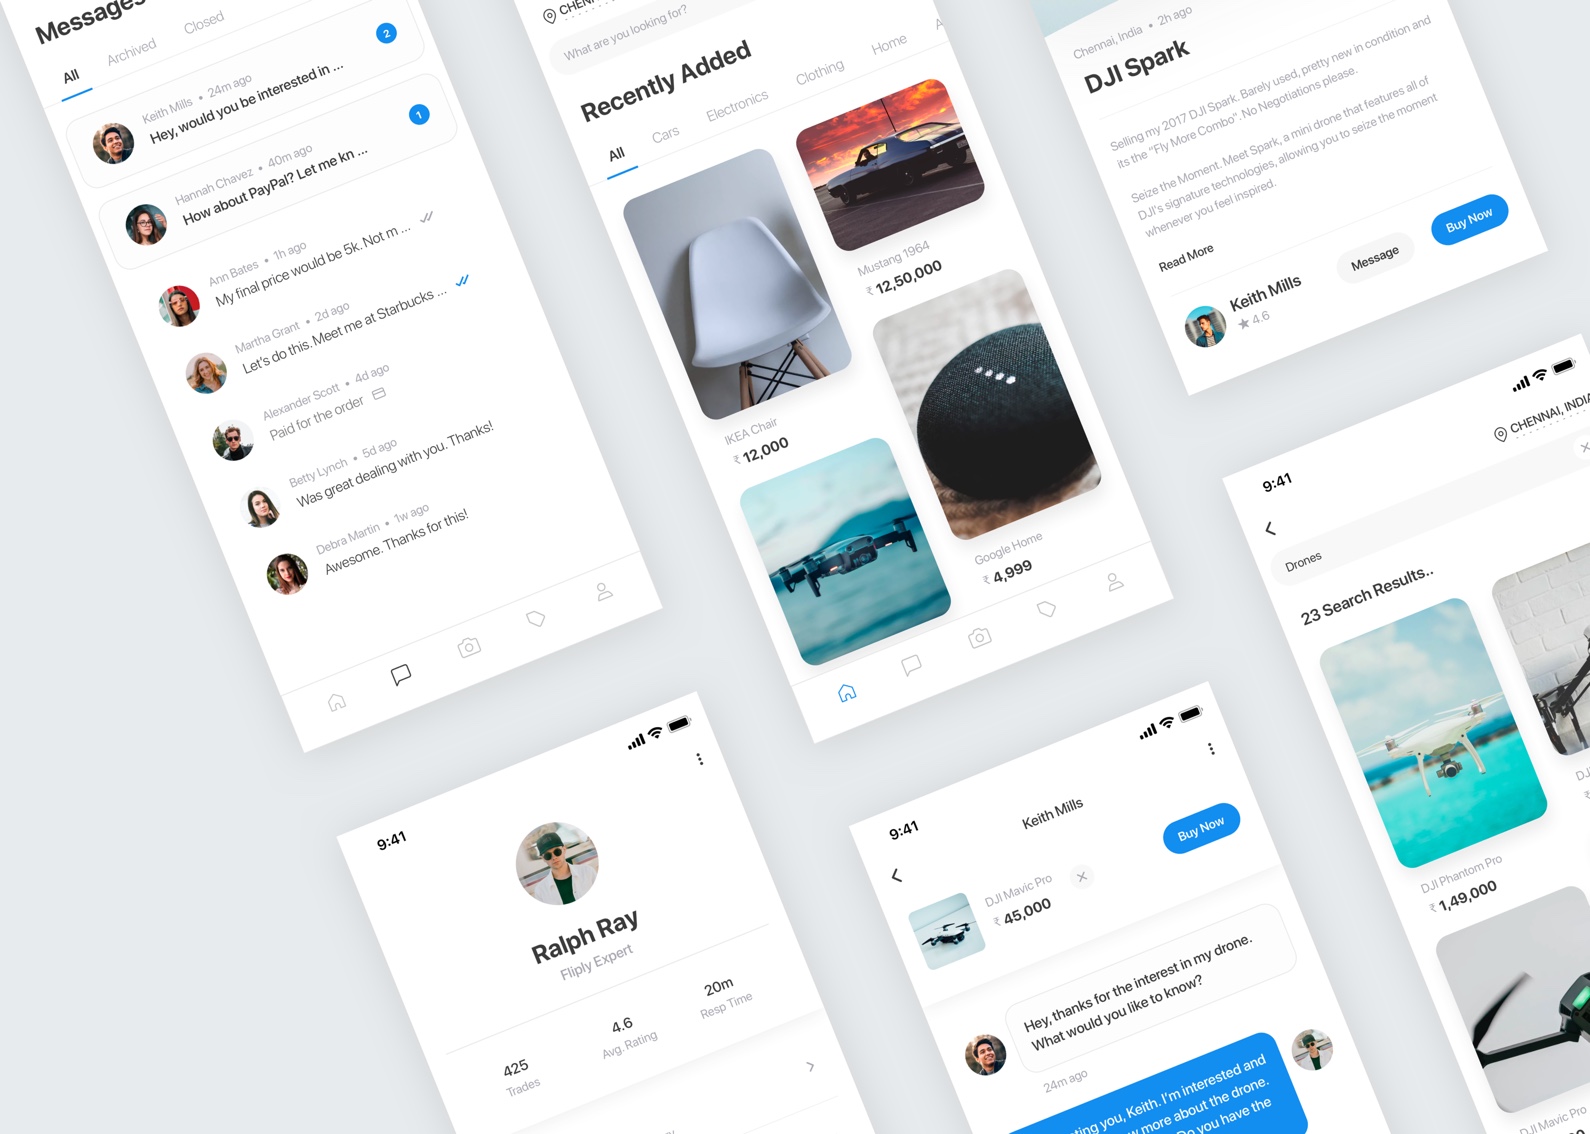 Messages
All
Archived
Closed
2
Keith Mills • 24m ago
Hey, would you be interested in ...
1
Hannah Chavez • 40m ago
How about PayPal? Let me kn ...
Ann Bates • 1h ago
My final price would be 5k. Not m ...
Martha Grant • 2d ago
Let's do this. Meet me at Starbucks ...
Alexander Scott • 4d ago
Paid for the order
Betty Lynch • 5d ago
Was great dealing with you. Thanks!
Debra Martin • 1w ago
Awesome. Thanks for this!
What are you looking for?
Recently Added
All
Cars
Electronics
Clothing
Home
IKEA Chair
₹ 12,000
Mustang 1964
₹ 12,50,000
Google Home
₹ 4,999
Chennai, India • 2h ago
DJI Spark
Selling my 2017 DJI Spark. Barely used, pretty new in condition and
its the "Fly More Combo". No Negotiations please.
Seize the Moment. Meet Spark, a mini drone that features all of
DJI's signature technologies, allowing you to seize the moment
whenever you feel inspired.
Read More
Keith Mills
4.6
Message
Buy Now
9:41
CHENNAI, INDIA
Drones
23 Search Results..
DJI Phantom Pro
₹ 1,49,000
DJI Mavic Pro
9:41
Ralph Ray
Fliply Expert
425
Trades
4.6
Avg. Rating
20m
Resp Time
9:41
Keith Mills
DJI Mavic Pro
₹ 45,000
Buy Now
Hey, thanks for the interest in my drone.
What would you like to know?
24m ago
you, Keith. I'm interested and
more about the drone.
Do you have the